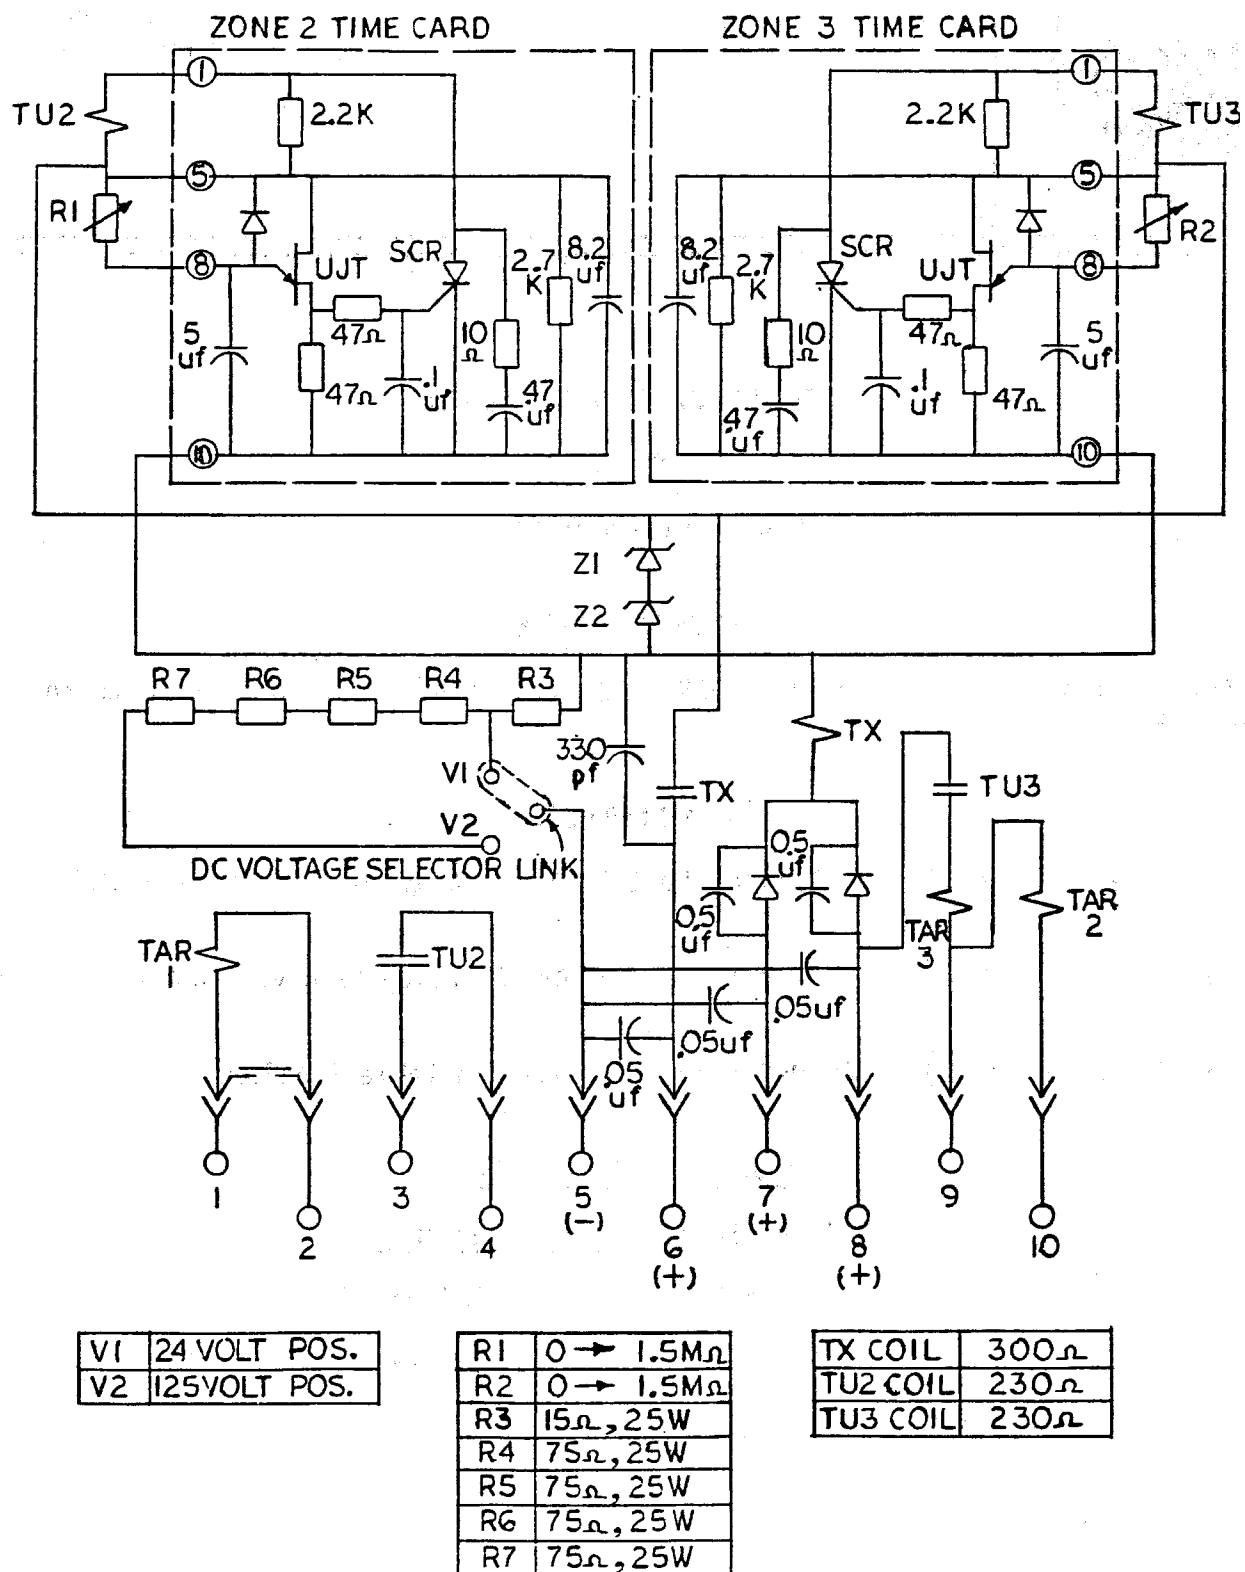 ZONE 2 TIME CARD
ZONE 3 TIME CARD
1
1
TU2
2.2K
2.2K
TU3
5
5
R1
8
UJT
SCR
2.7
K
8.2
uf
8.2
uf
2.7
K
SCR
UJT
8
R2
5
uf
47Ω
47Ω
.1
uf
10
Ω
.47
uf
10
Ω
.47
uf
47Ω
.1
uf
47Ω
5
uf
10
10
Z1
Z2
R7
R6
R5
R4
R3
330
pf
TX
TX
TU3
V1
V2
DC VOLTAGE SELECTOR LINK
0.5
uf
0.5
uf
TAR
1
TU2
TAR
3
TAR
2
.05uf
.05uf
.05
uf
1
2
3
4
5
(-)
6
(+)
7
(+)
8
(+)
9
10
V1 24 VOLT POS.
V2 125VOLT POS.
R1 0 → 1.5MΩ
R2 0 → 1.5MΩ
R3 15Ω, 25W
R4 75Ω, 25W
R5 75Ω, 25W
R6 75Ω, 25W
R7 75Ω, 25W
TX COIL 300Ω
TU2 COIL 230Ω
TU3 COIL 230Ω